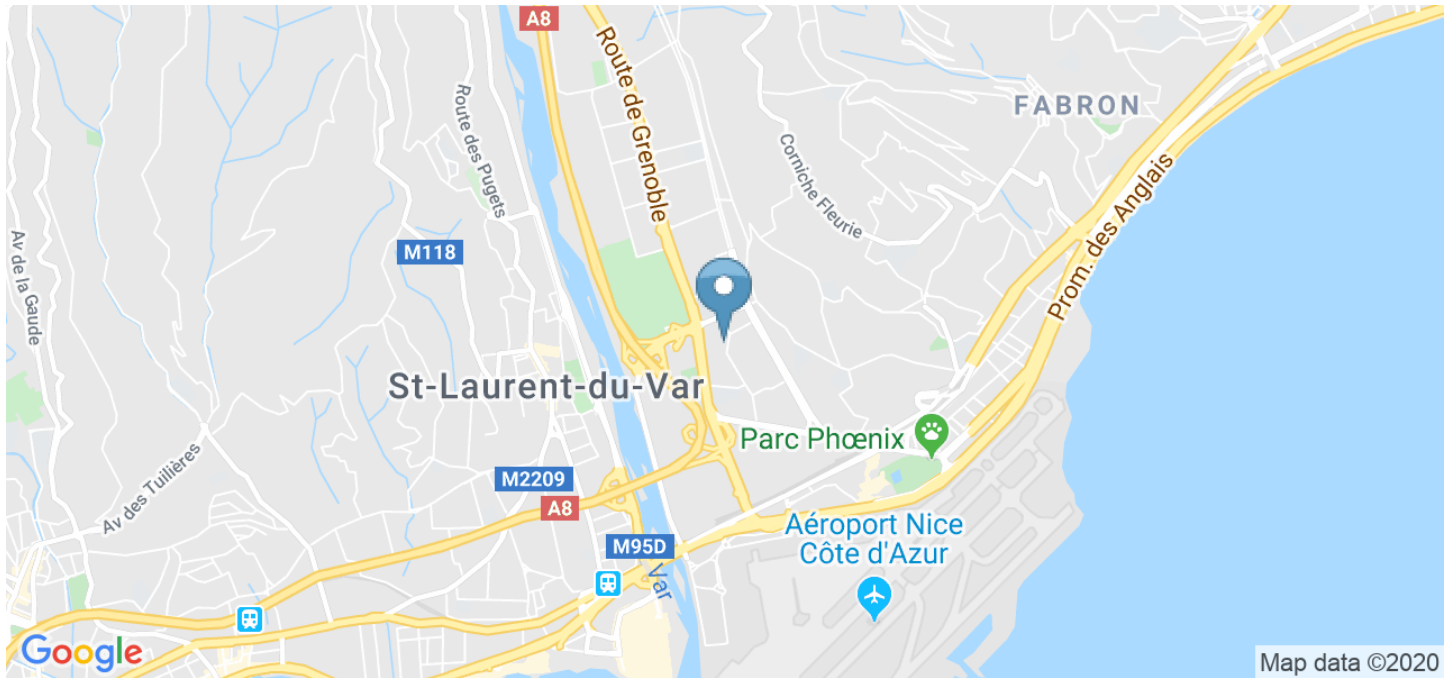 A8
Route de Grenoble
FABRON
Route des Pugets
Corniche Fleurie
Prom. des Anglais
Av de la Gaude
M118
St-Laurent-du-Var
Parc Phœnix
Av des Tuilières
M2209
A8
Aéroport Nice
Côte d'Azur
M95D
Var
Google
Map data ©2020